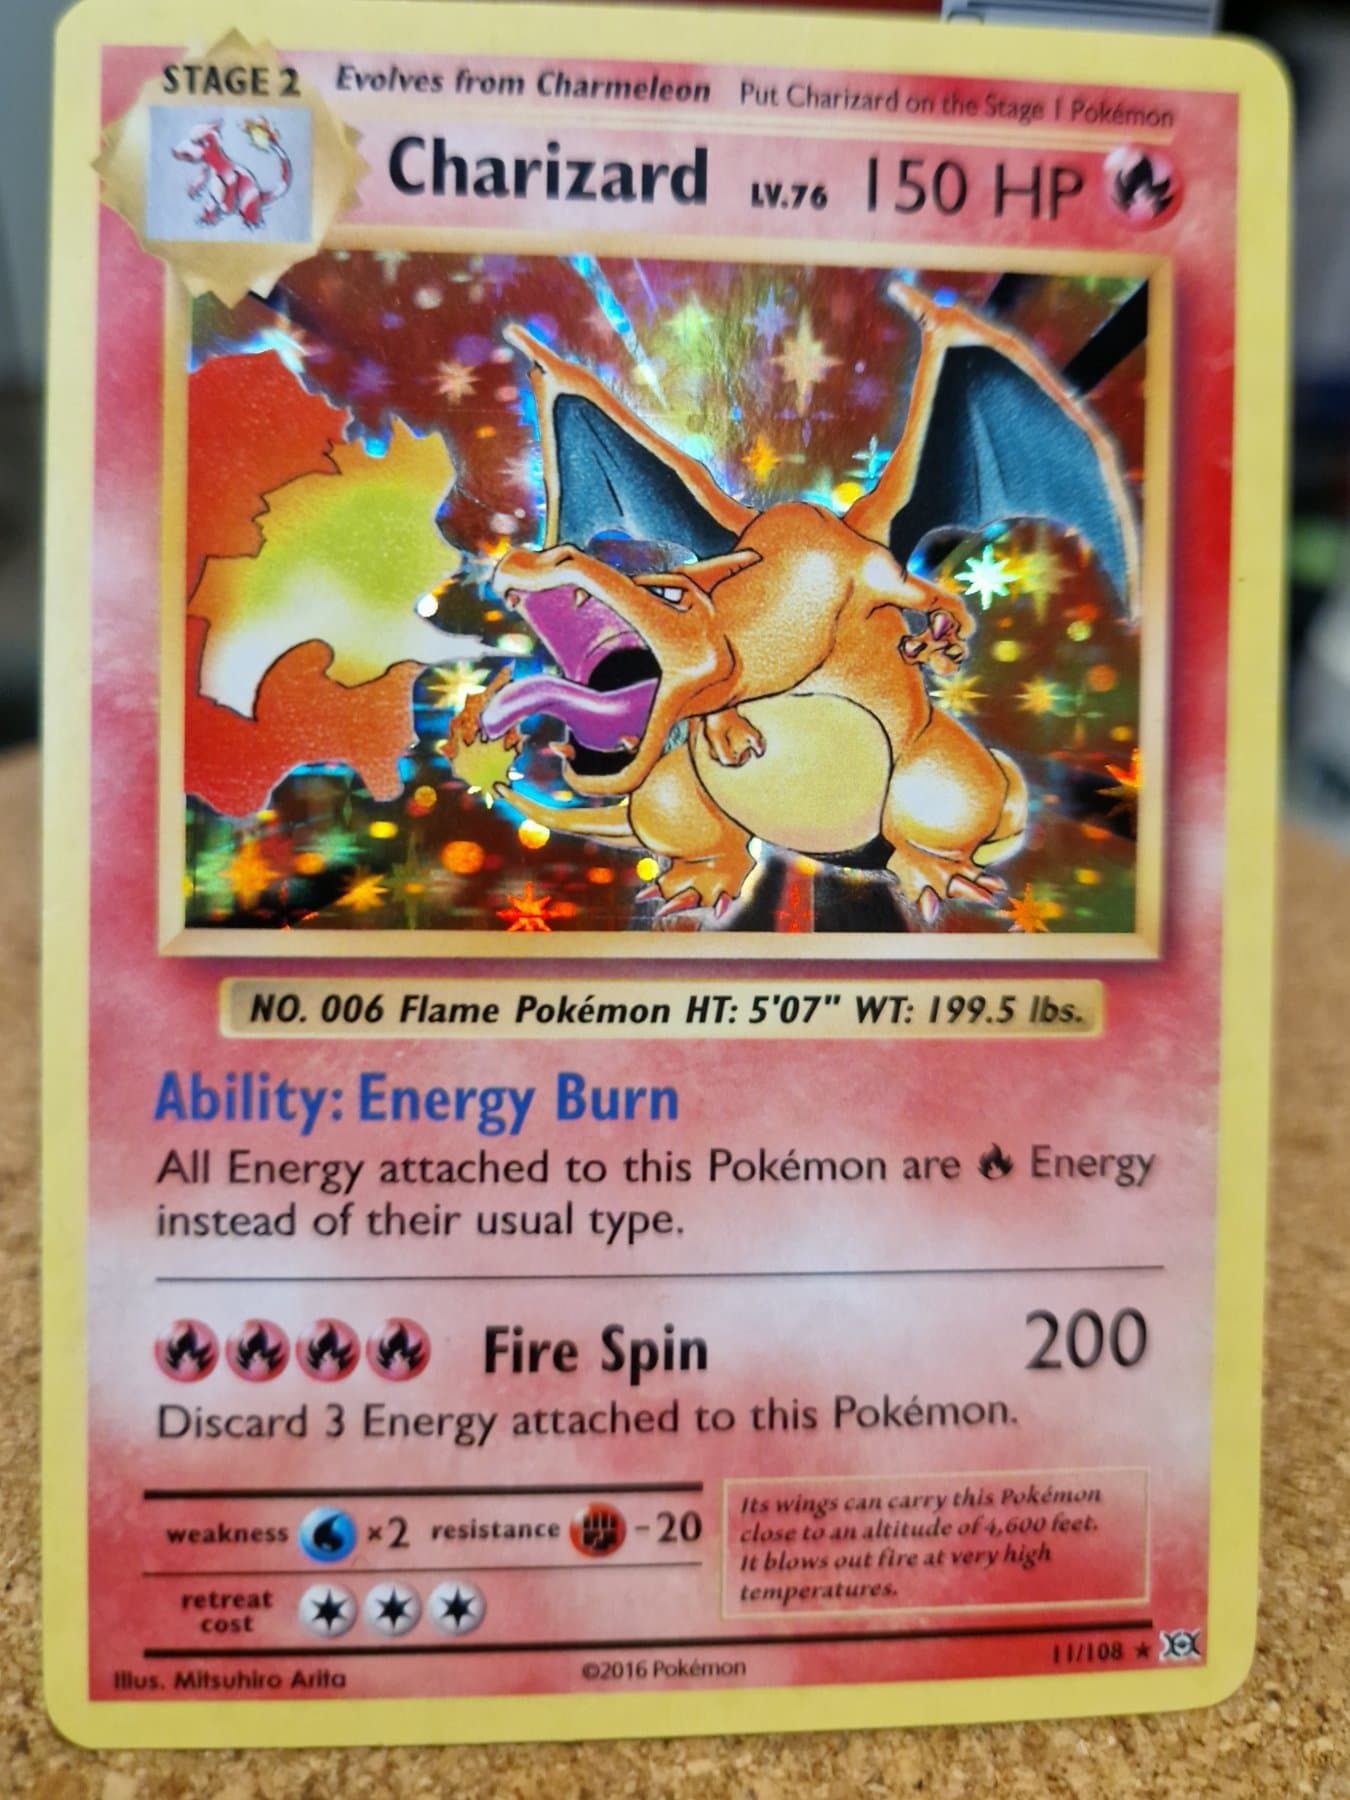 STAGE 2 Evolves from Charmeleon Put Charizard on the Stage 1 Pokémon
Charizard LV.76 150 HP
NO. 006 Flame Pokémon HT: 5'07" WT: 199.5 lbs.
Ability: Energy Burn
All Energy attached to this Pokémon are Energy
instead of their usual type.
Fire Spin 200
Discard 3 Energy attached to this Pokémon.
weakness ×2 resistance -20
retreat
cost
Its wings can carry this Pokémon
close to an altitude of 4,600 feet.
It blows out fire at very high
temperatures.
11/108
Illus. Mitsuhiro Arita ©2016 Pokémon